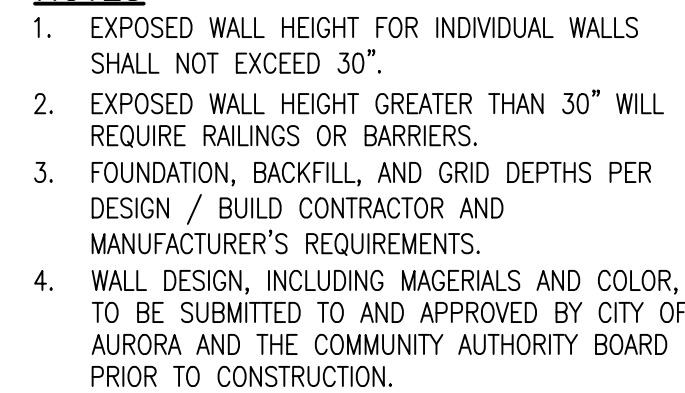 1. EXPOSED WALL HEIGHT FOR INDIVIDUAL WALLS
SHALL NOT EXCEED 30”.
2. EXPOSED WALL HEIGHT GREATER THAN 30” WILL
REQUIRE RAILINGS OR BARRIERS.
3. FOUNDATION, BACKFILL, AND GRID DEPTHS PER
DESIGN / BUILD CONTRACTOR AND
MANUFACTURER’S REQUIREMENTS.
4. WALL DESIGN, INCLUDING MAGERIALS AND COLOR,
TO BE SUBMITTED TO AND APPROVED BY CITY OF
AURORA AND THE COMMUNITY AUTHORITY BOARD
PRIOR TO CONSTRUCTION.